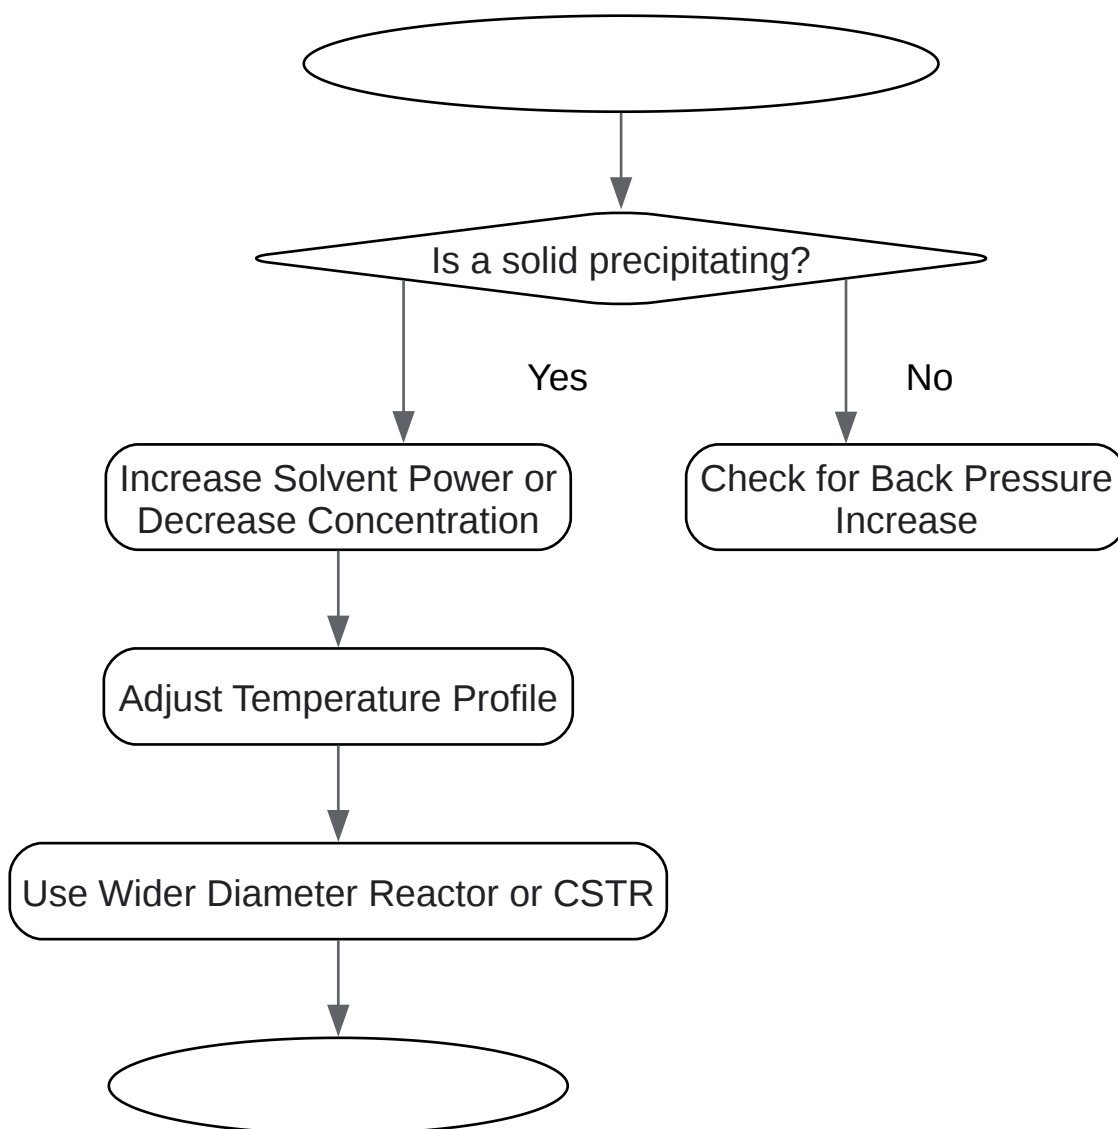 Is a solid precipitating?
Yes
No
Increase Solvent Power or
Decrease Concentration
Check for Back Pressure
Increase
Adjust Temperature Profile
Use Wider Diameter Reactor or CSTR